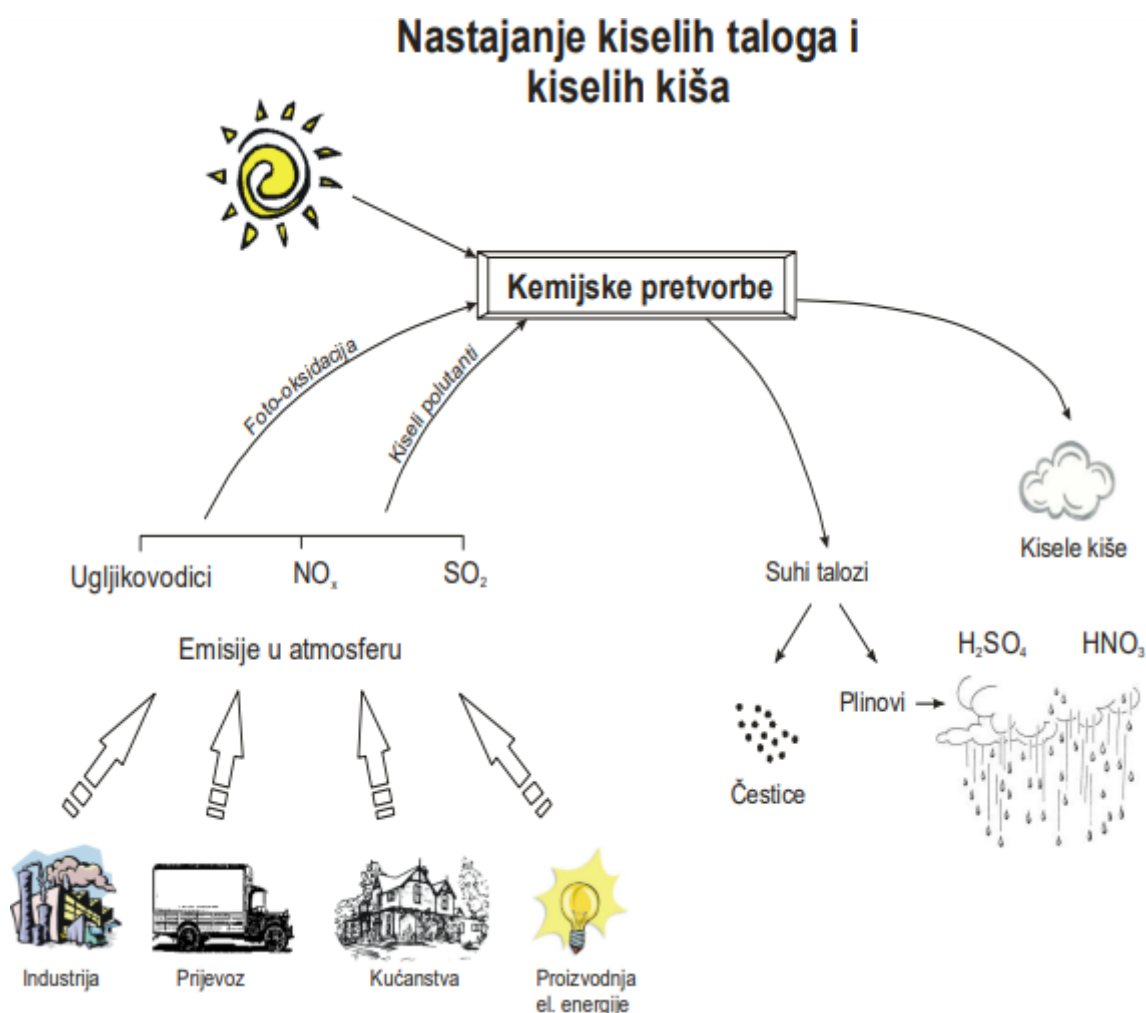 Nastajanje kiselih taloga i
kiselih kiša
Kemijske pretvorbe
Foto-oksidacija
Kiseli polutanti
Ugljikovodici
NOₓ
SO₂
Emisije u atmosferu
Industrija
Prijevoz
Kućanstva
Proizvodnja
el. energije
Suhi talozi
Čestice
Plinovi
Kisele kiše
H₂SO₄
HNO₃